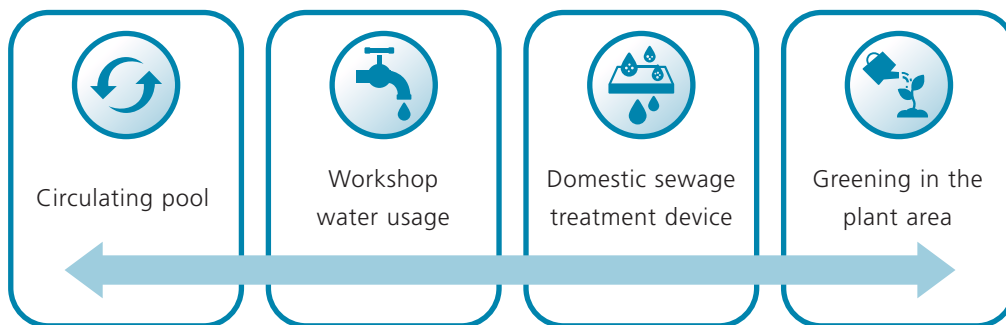 Circulating pool
Workshop
water usage
Domestic sewage
treatment device
Greening in the
plant area